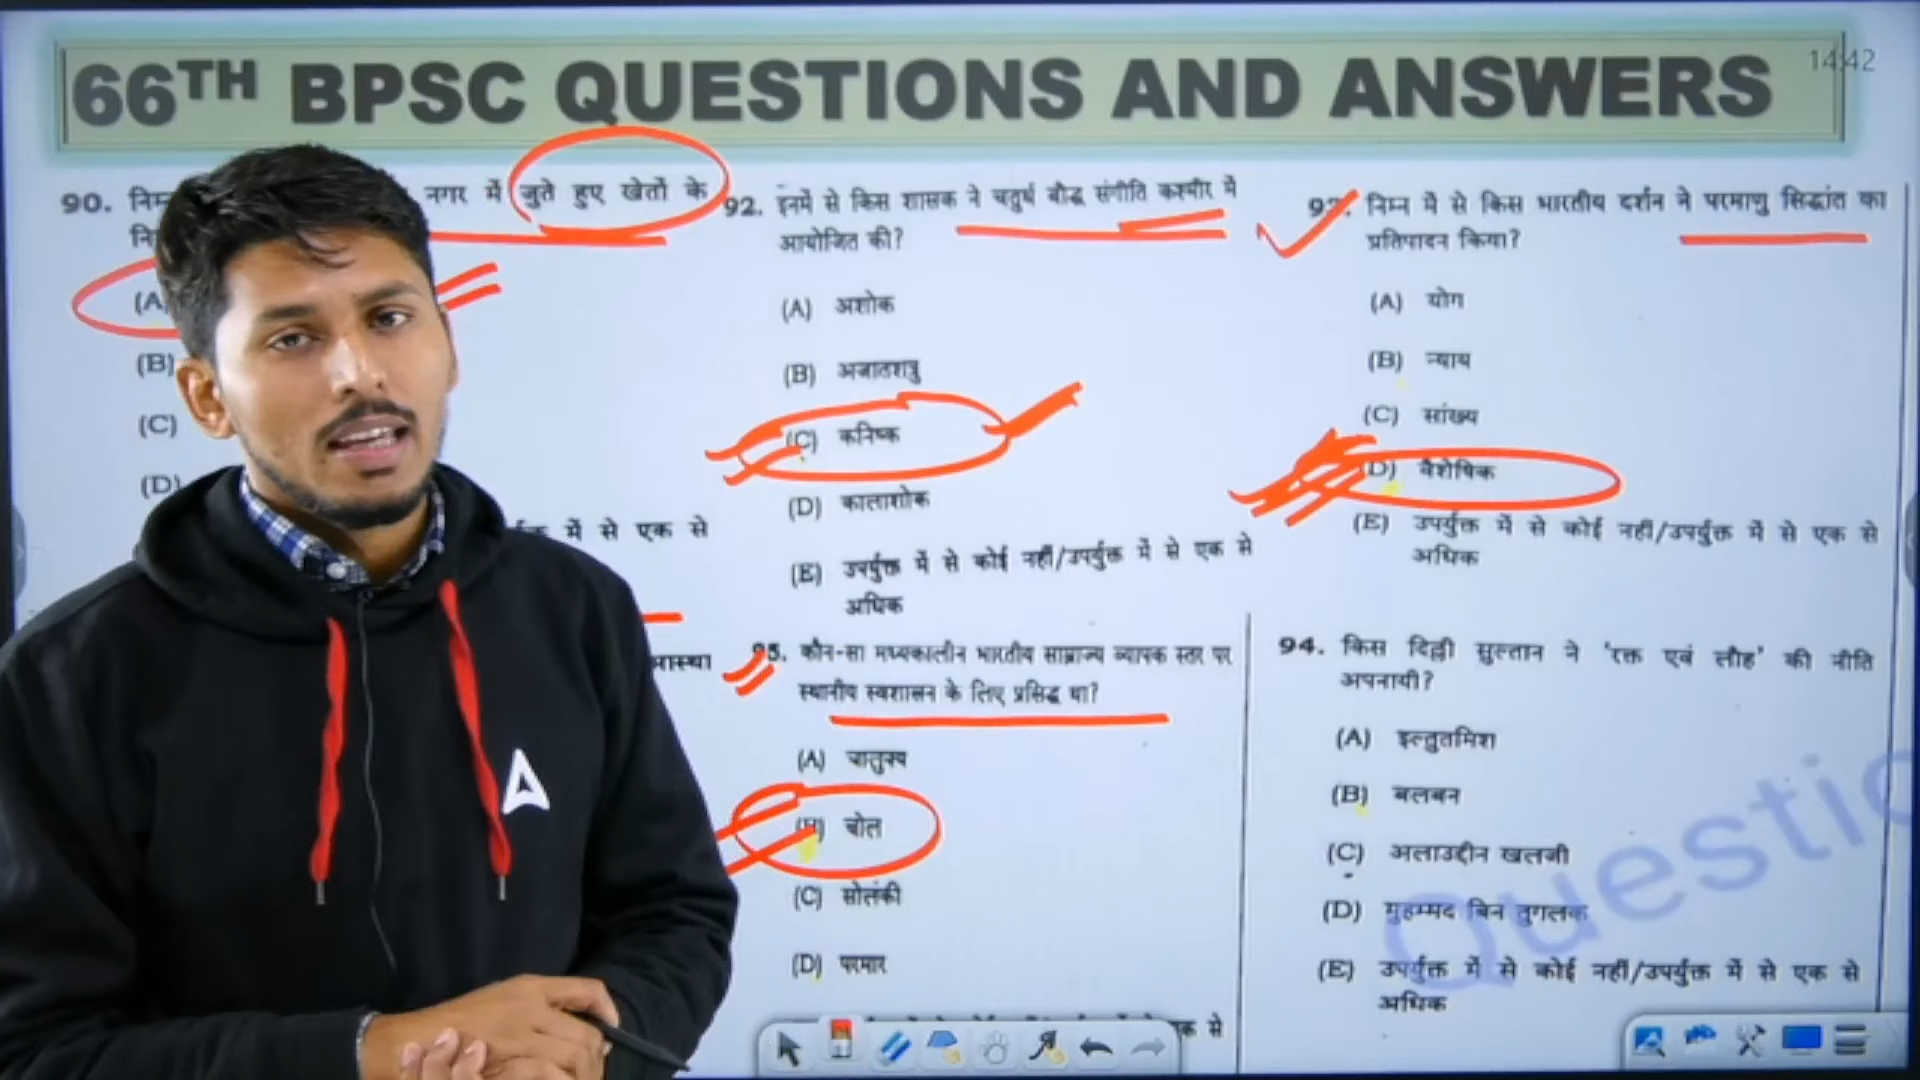 66TH BPSC QUESTIONS AND ANSWERS
14:42
90. नगर में जुते हुए खेतों के
(A)
(B)
(C)
(D)
में से एक से
आस्था
92. इनमें से किस शासक ने चतुर्थ बौद्ध संगीति कश्मीर में
आयोजित की?
(A) अशोक
(B) अजातशत्रु
(C) कनिष्क
(D) कालाशोक
(E) उपर्युक्त में से कोई नहीं/उपर्युक्त में से एक से
अधिक
95. कौन-सा मध्यकालीन भारतीय साम्राज्य व्यापक स्तर पर
स्थानीय स्वशासन के लिए प्रसिद्ध था?
(A) चालुक्य
(B) चोल
(C) सोलंकी
(D) परमार
एक से
निम्न में से किस भारतीय दर्शन ने परमाणु सिद्धांत का
प्रतिपादन किया?
(A) योग
(B) न्याय
(C) सांख्य
(D) वैशेषिक
(E) उपर्युक्त में से कोई नहीं/उपर्युक्त में से एक से
अधिक
94. किस दिल्ली सुल्तान ने 'रक्त एवं लौह' की नीति
अपनायी?
(A) इल्तुतमिश
(B) बलबन
(C) अलाउद्दीन खलजी
(D) मुहम्मद बिन तुगलक
(E) उपर्युक्त में से कोई नहीं/उपर्युक्त में से एक से
अधिक
Questio